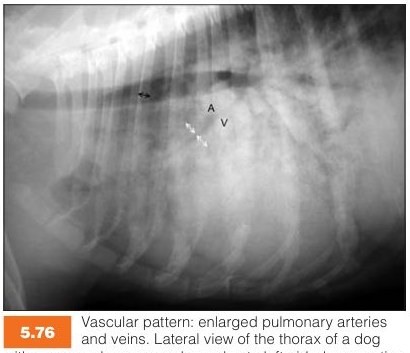 A
V
5.76
Vascular pattern: enlarged pulmonary arteries
and veins. Lateral view of the thorax of a dog